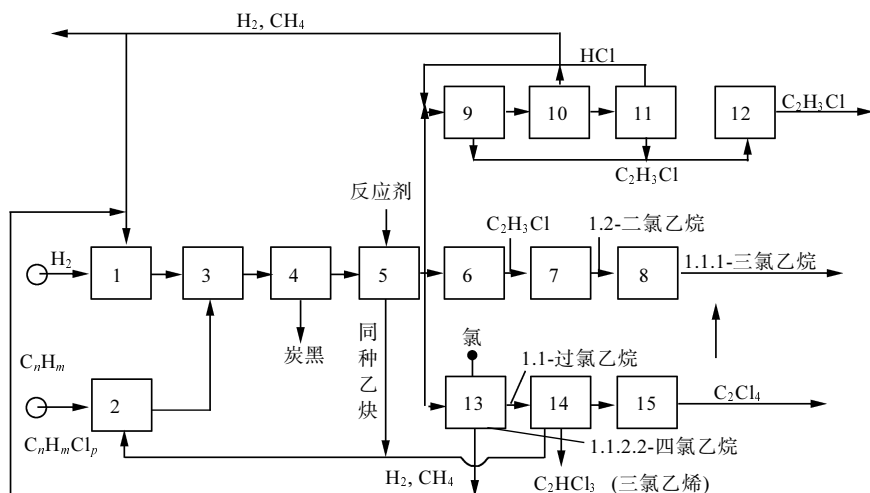 H₂, CH₄
HCl
9
10
11
12
C₂H₃Cl
C₂H₃Cl
反应剂
C₂H₃Cl
1.2-二氯乙烷
H₂
1
3
4
5
6
7
8
1.1.1-三氯乙烷
炭黑
同种乙炔
氯
CₙHₘ
1.1-过氯乙烷
C₂Cl₄
2
13
14
15
CₙHₘClₚ
1.1.2.2-四氯乙烷
H₂, CH₄
C₂HCl₃ (三氯乙烯)